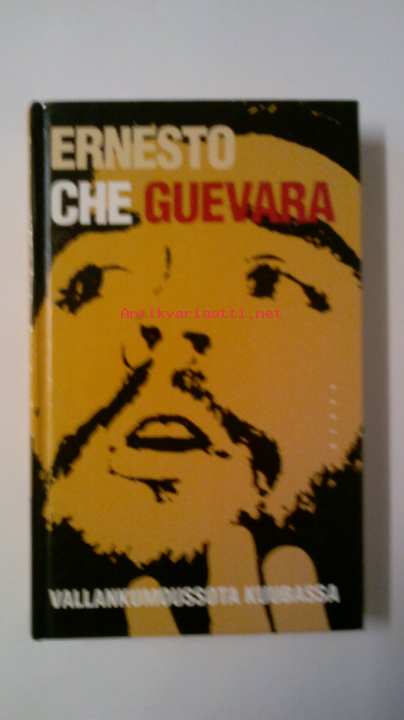 ERNESTO
CHE GUEVARA
Antikvariaatti.net
VALLANKUMOUSSOTA KUUBASSA